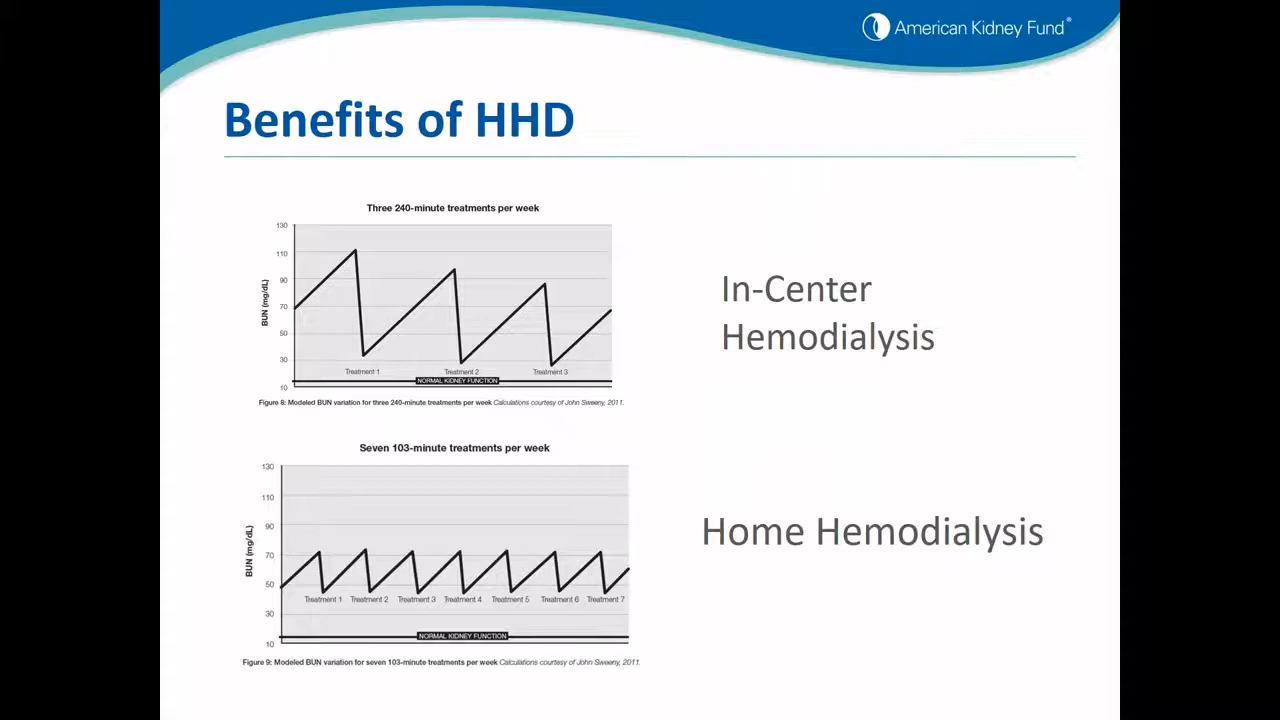 American Kidney Fund®
Benefits of HHD
Three 240-minute treatments per week
130
110
90
70
50
30
10
BUN (mg/dL)
Treatment 1 Treatment 2 Treatment 3
NORMAL KIDNEY FUNCTION
Figure 8: Modeled BUN variation for three 240-minute treatments per week Calculations courtesy of John Sweeny, 2011.
In-Center
Hemodialysis
Seven 103-minute treatments per week
130
110
90
70
50
30
10
BUN (mg/dL)
Treatment 1 Treatment 2 Treatment 3 Treatment 4 Treatment 5 Treatment 6 Treatment 7
NORMAL KIDNEY FUNCTION
Figure 9: Modeled BUN variation for seven 103-minute treatments per week Calculations courtesy of John Sweeny, 2011.
Home Hemodialysis